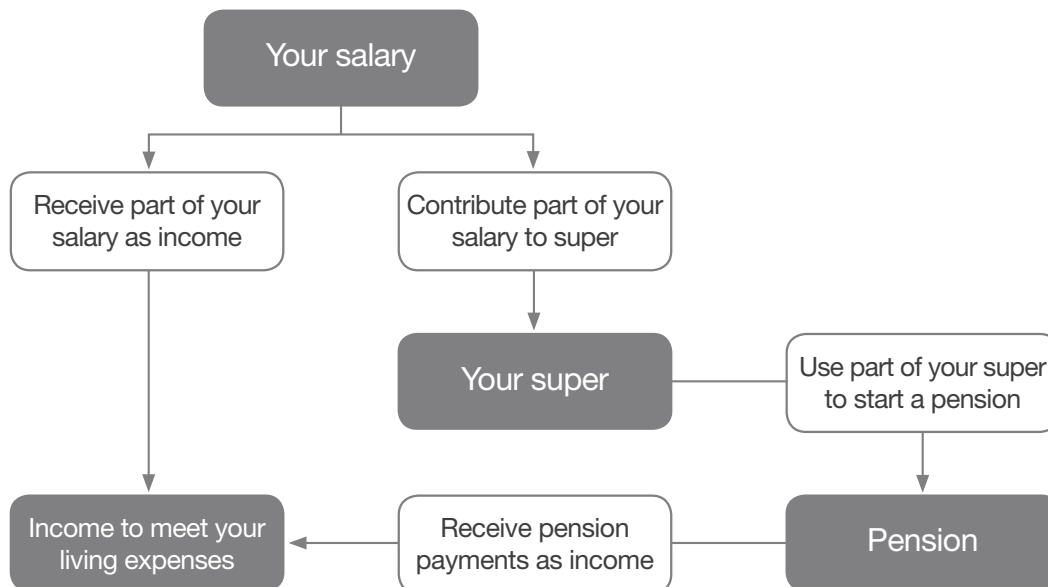 Your salary
Receive part of your
salary as income
Contribute part of your
salary to super
Your super
Use part of your super
to start a pension
Income to meet your
living expenses
Receive pension
payments as income
Pension